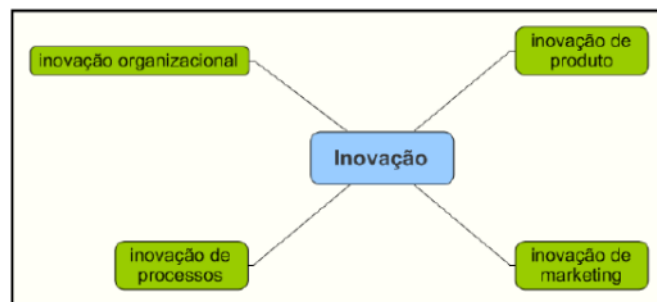 inovação organizacional
inovação de
produto
Inovação
inovação de
processos
inovação de
marketing